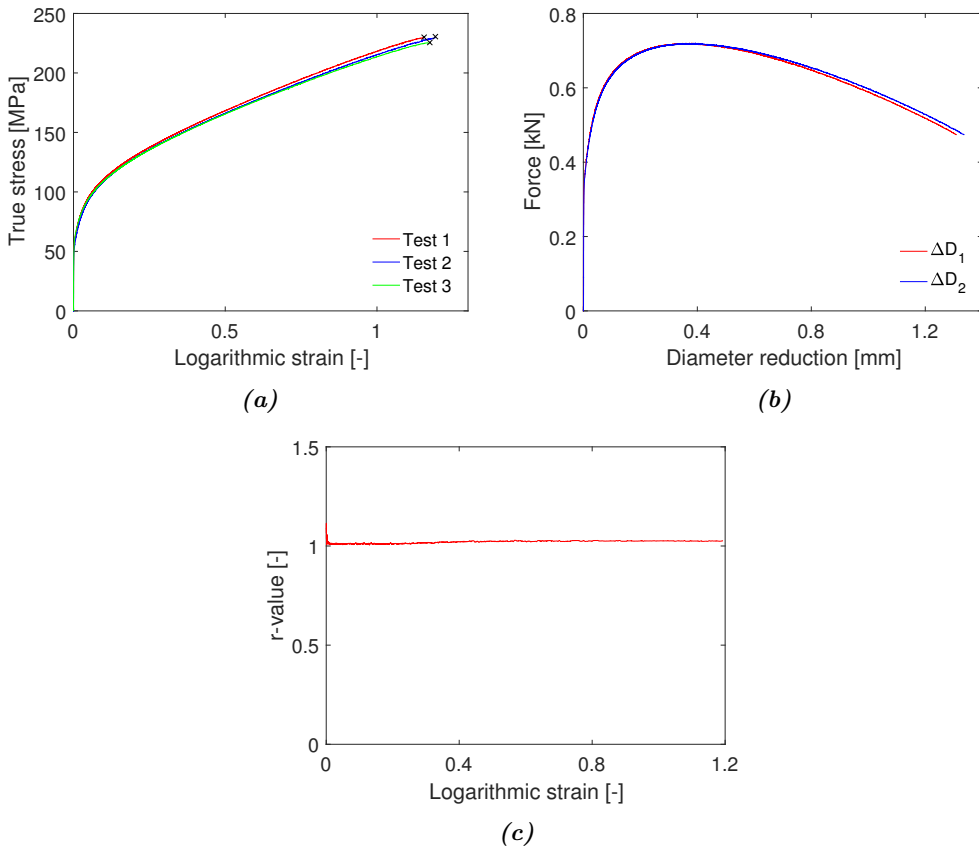 250
200
150
100
50
0
True stress [MPa]
0
0.5
1
Logarithmic strain [-]
Test 1
Test 2
Test 3
(a)
0.8
0.6
0.4
0.2
0
Force [kN]
0
0.4
0.8
1.2
Diameter reduction [mm]
ΔD1
ΔD2
(b)
1.5
1
0.5
0
r-value [-]
0
0.4
0.8
1.2
Logarithmic strain [-]
(c)